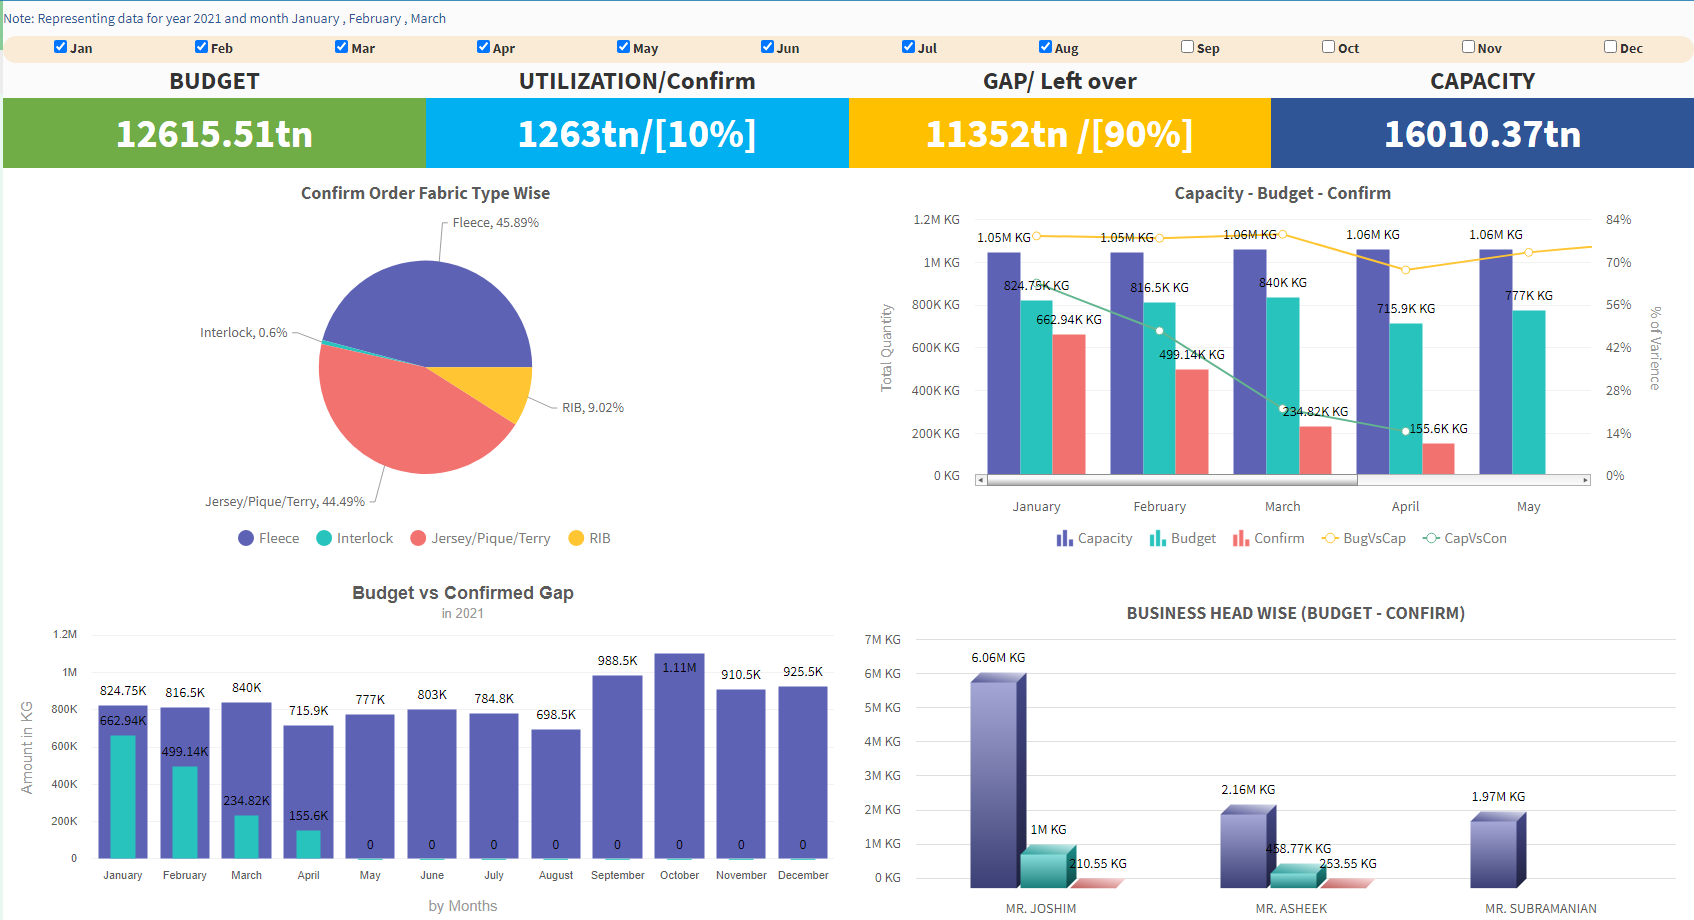 Note: Representing data for year 2021 and month January , February , March
Jan Feb Mar Apr May Jun Jul Aug Sep Oct Nov Dec
BUDGET UTILIZATION/Confirm GAP/ Left over CAPACITY
12615.51tn 1263tn/[10%] 11352tn /[90%] 16010.37tn
Confirm Order Fabric Type Wise
Fleece, 45.89%
Interlock, 0.6%
RIB, 9.02%
Jersey/Pique/Terry, 44.49%
Fleece Interlock Jersey/Pique/Terry RIB
Capacity - Budget - Confirm
1.2M KG 84%
1.05M KG 1.05M KG 1.06M KG 1.06M KG 1.06M KG
1M KG 70%
824.75K KG 816.5K KG 840K KG 715.9K KG 777K KG
800K KG 56%
662.94K KG 499.14K KG 234.82K KG 155.6K KG
600K KG 42%
400K KG 28%
200K KG 14%
0 KG 0%
Total Quantity
% of Varience
January February March April May
Capacity Budget Confirm BugVsCap CapVsCon
Budget vs Confirmed Gap
in 2021
1.2M
1M
800K
600K
400K
200K
0
Amount in KG
824.75K 816.5K 840K 715.9K 777K 803K 784.8K 698.5K 988.5K 1.11M 910.5K 925.5K
662.94K 499.14K 234.82K 155.6K 0 0 0 0 0 0 0 0
January February March April May June July August September October November December
by Months
BUSINESS HEAD WISE (BUDGET - CONFIRM)
7M KG
6M KG
5M KG
4M KG
3M KG
2M KG
1M KG
0 KG
6.06M KG 1M KG 210.55 KG
2.16M KG 458.77K KG 253.55 KG
1.97M KG
MR. JOSHIM MR. ASHEEK MR. SUBRAMANIAN